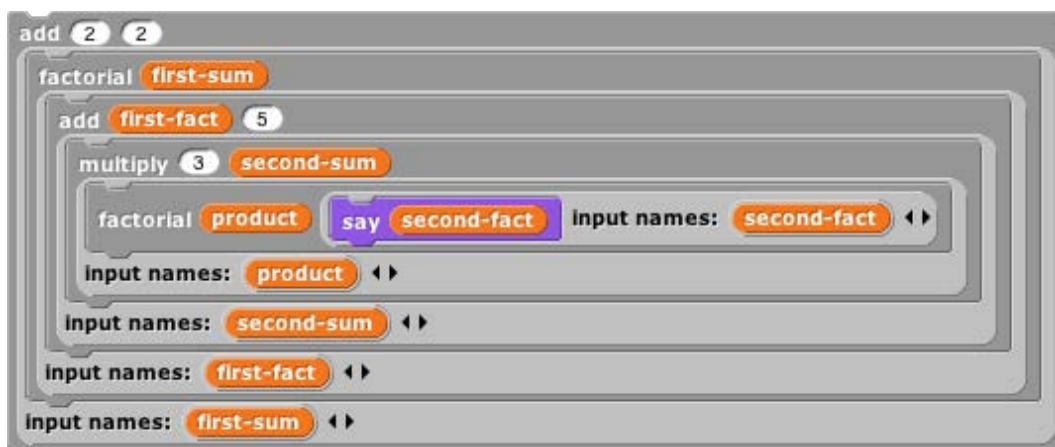 add 2 2
factorial first-sum
add first-fact 5
multiply 3 second-sum
factorial product say second-fact input names: second-fact
input names: product
input names: second-sum
input names: first-fact
input names: first-sum